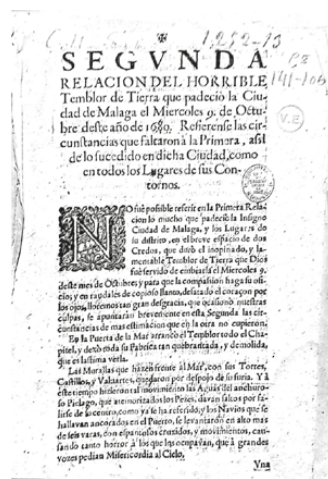 1,252-13
141-106
V.E.
SEGVNDA
RELACION DEL HORRIBLE
Temblor de Tierra que padeciò la Ciu-
dad de Malaga el Miercoles 9. de Octu-
bre deste año de 1680. Refierense las cir-
cunstancias que faltaron à la Primera, assi
de lo sucedido en dicha Ciudad, como
en todos los Lugares de sus Con-
tornos.
NO fuè possible referir en la Primera Rela-
cion lo mucho que padeciò la Insigne
Ciudad de Malaga, y los Lugares de
su distrito, en el breve espacio de dos
Credos, que durò el inopinado, y la-
mentable Temblor de Tierra que Dios
fuè servido de embiarla el Miercoles 9.
deste mes de Octubre; y para que la compassion haga su ofi-
cio, y en raudales de copioso llanto, desatado el coraçon por
los ojos, lloremos tan gran desgracia, que ocasionò nuestras
culpas, se apuntaràn brevemente en esta Segunda las cir-
cunstancias de mas estimacion que en la otra no cupieron.
En la Puerta de la Mar arrancò el Temblor todo el Cha-
pitel, y dexò toda su Fabrica tan quebrantada, y demolida,
que es lastima verla.
Las Murallas que hazen frente al Mar, con sus Torres,
Castillos, y Valuartes, quedaron por despojo de su furia. Y à
este tiempo hizieron tal movimiento las Aguas del anchuro-
so Pielago, que atemorizados los Pezes, davan saltos por sa-
lirse de su centro, como ya se ha referido, y los Navios que se
hallavan ancorados en el Puerto, se levantaron en alto mas
de seis varas, con espantosos cruxidos, y movimientos, cau-
sando tanto horror à los que los ocupavan, que à grandes
vozes pedian Misericordia al Cielo.
Vna